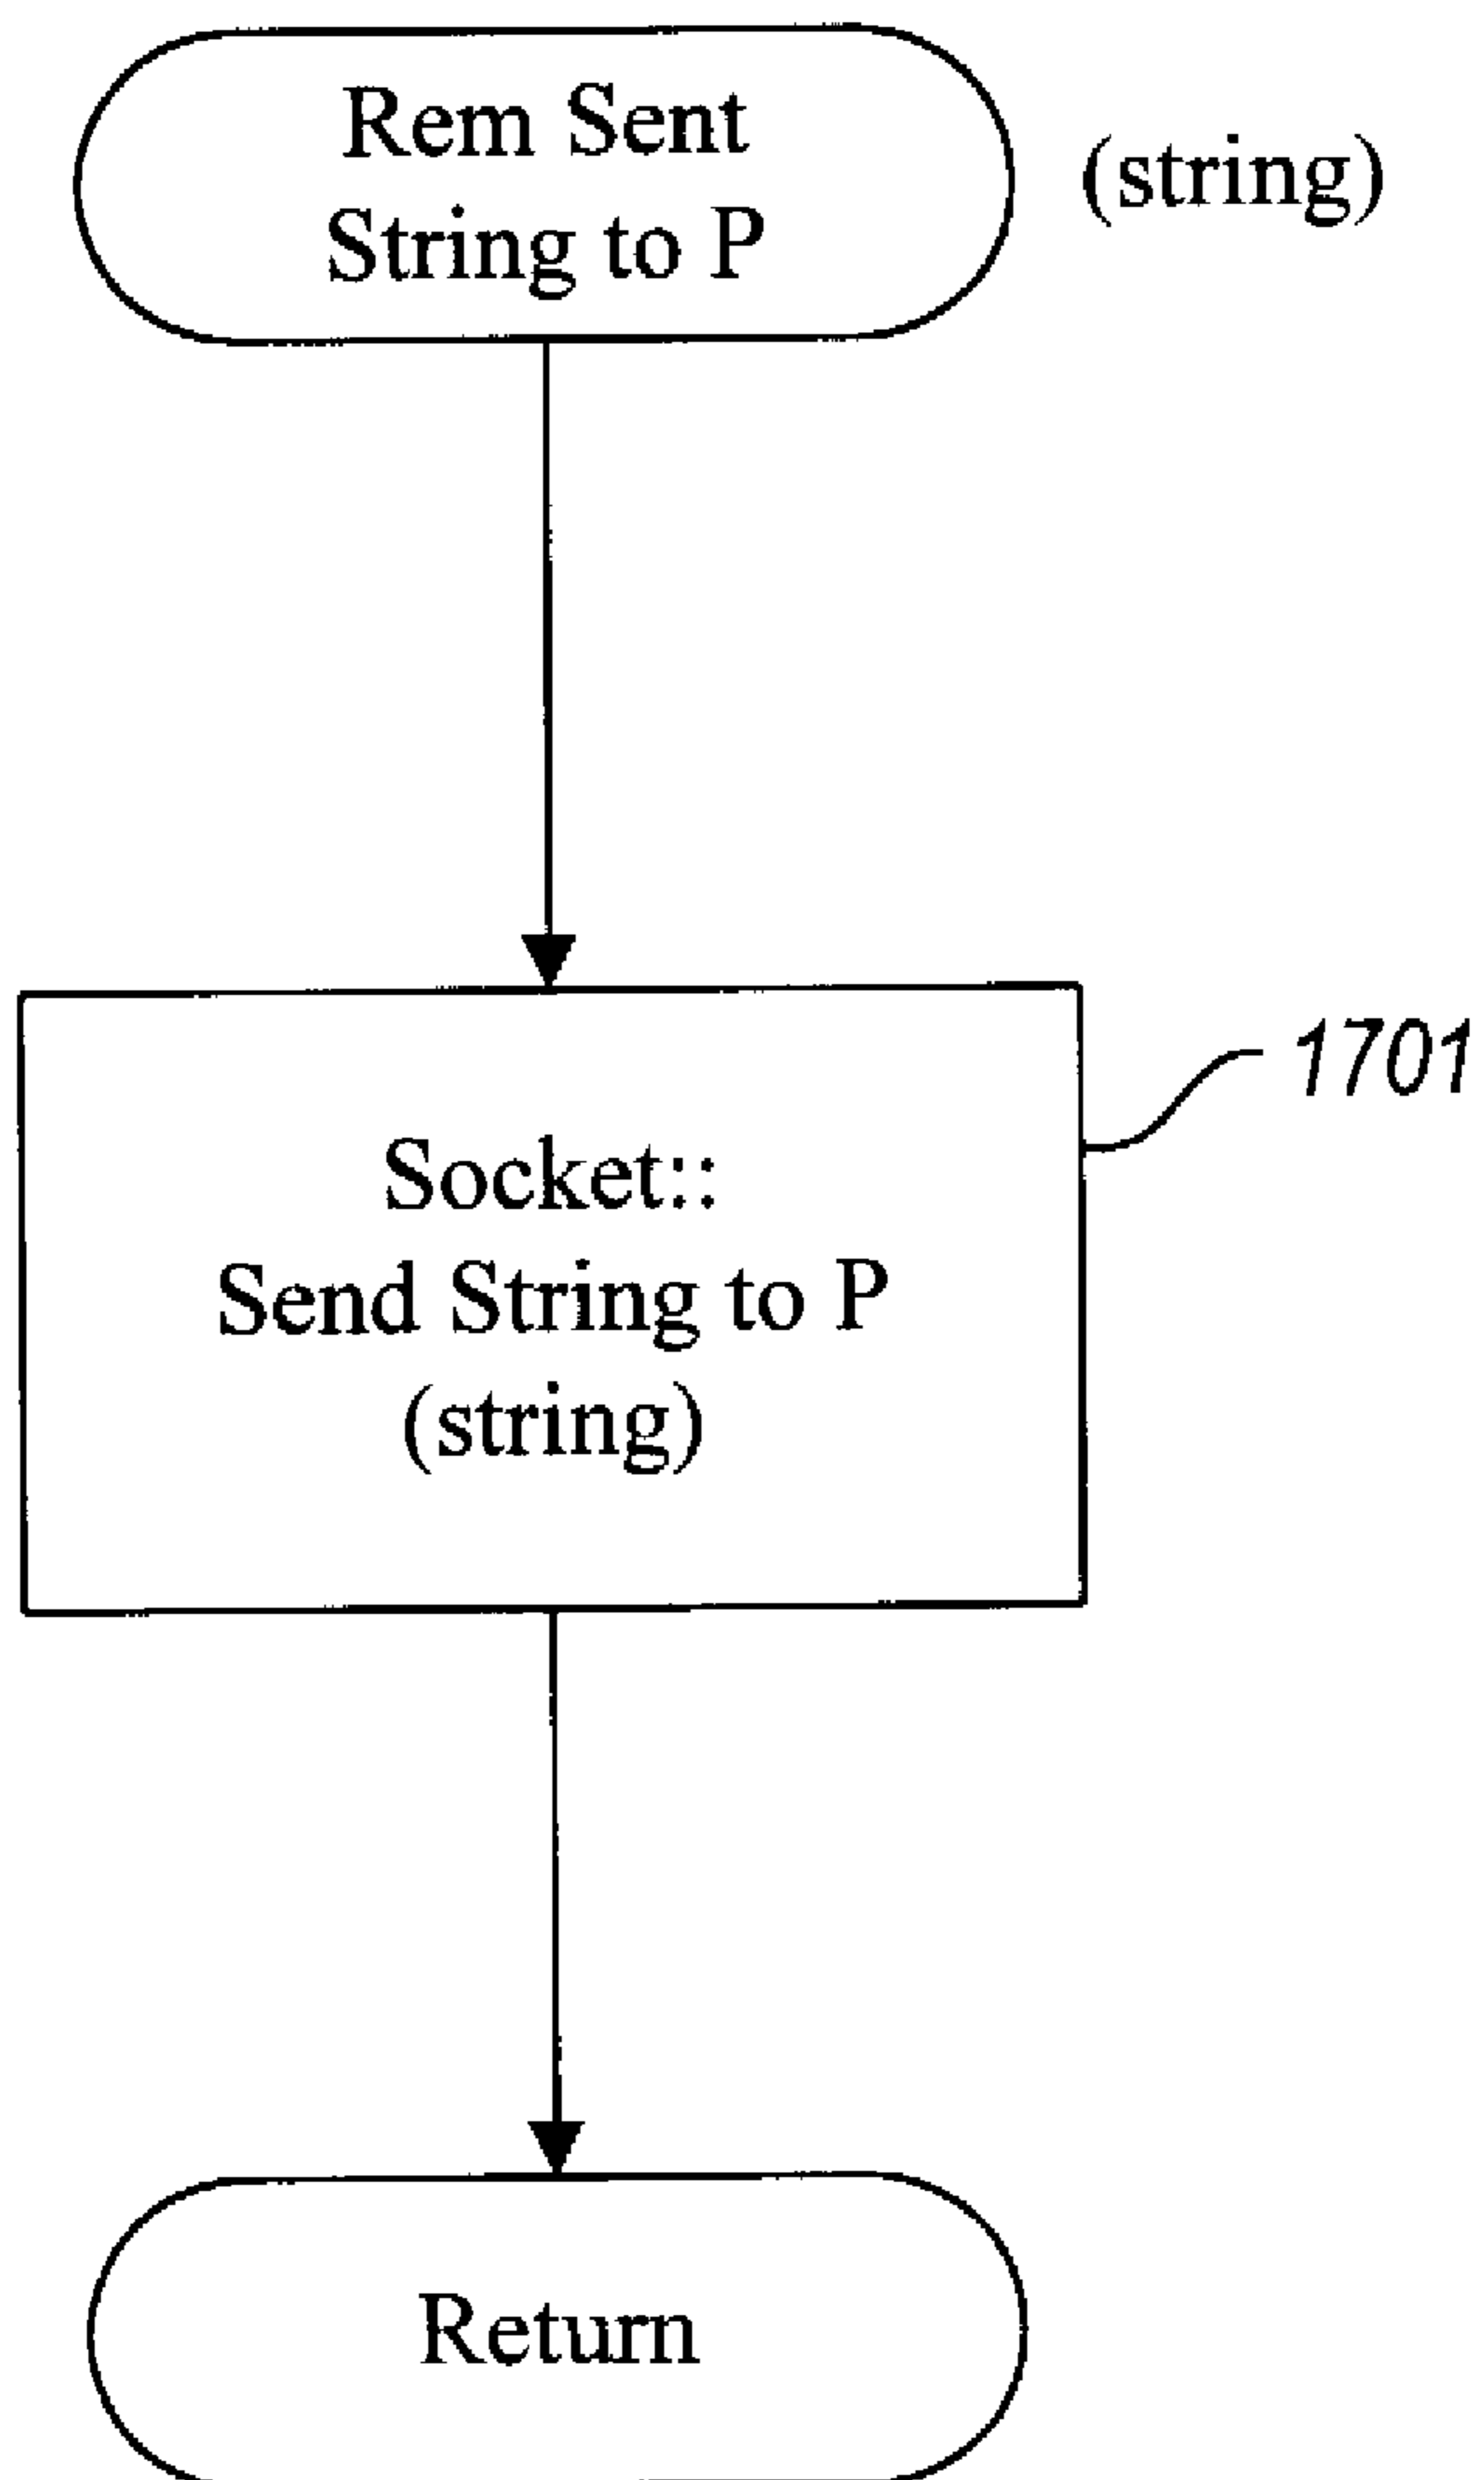 Rem Sent
String to P
(string)
1701
Socket::
Send String to P
(string)
Return